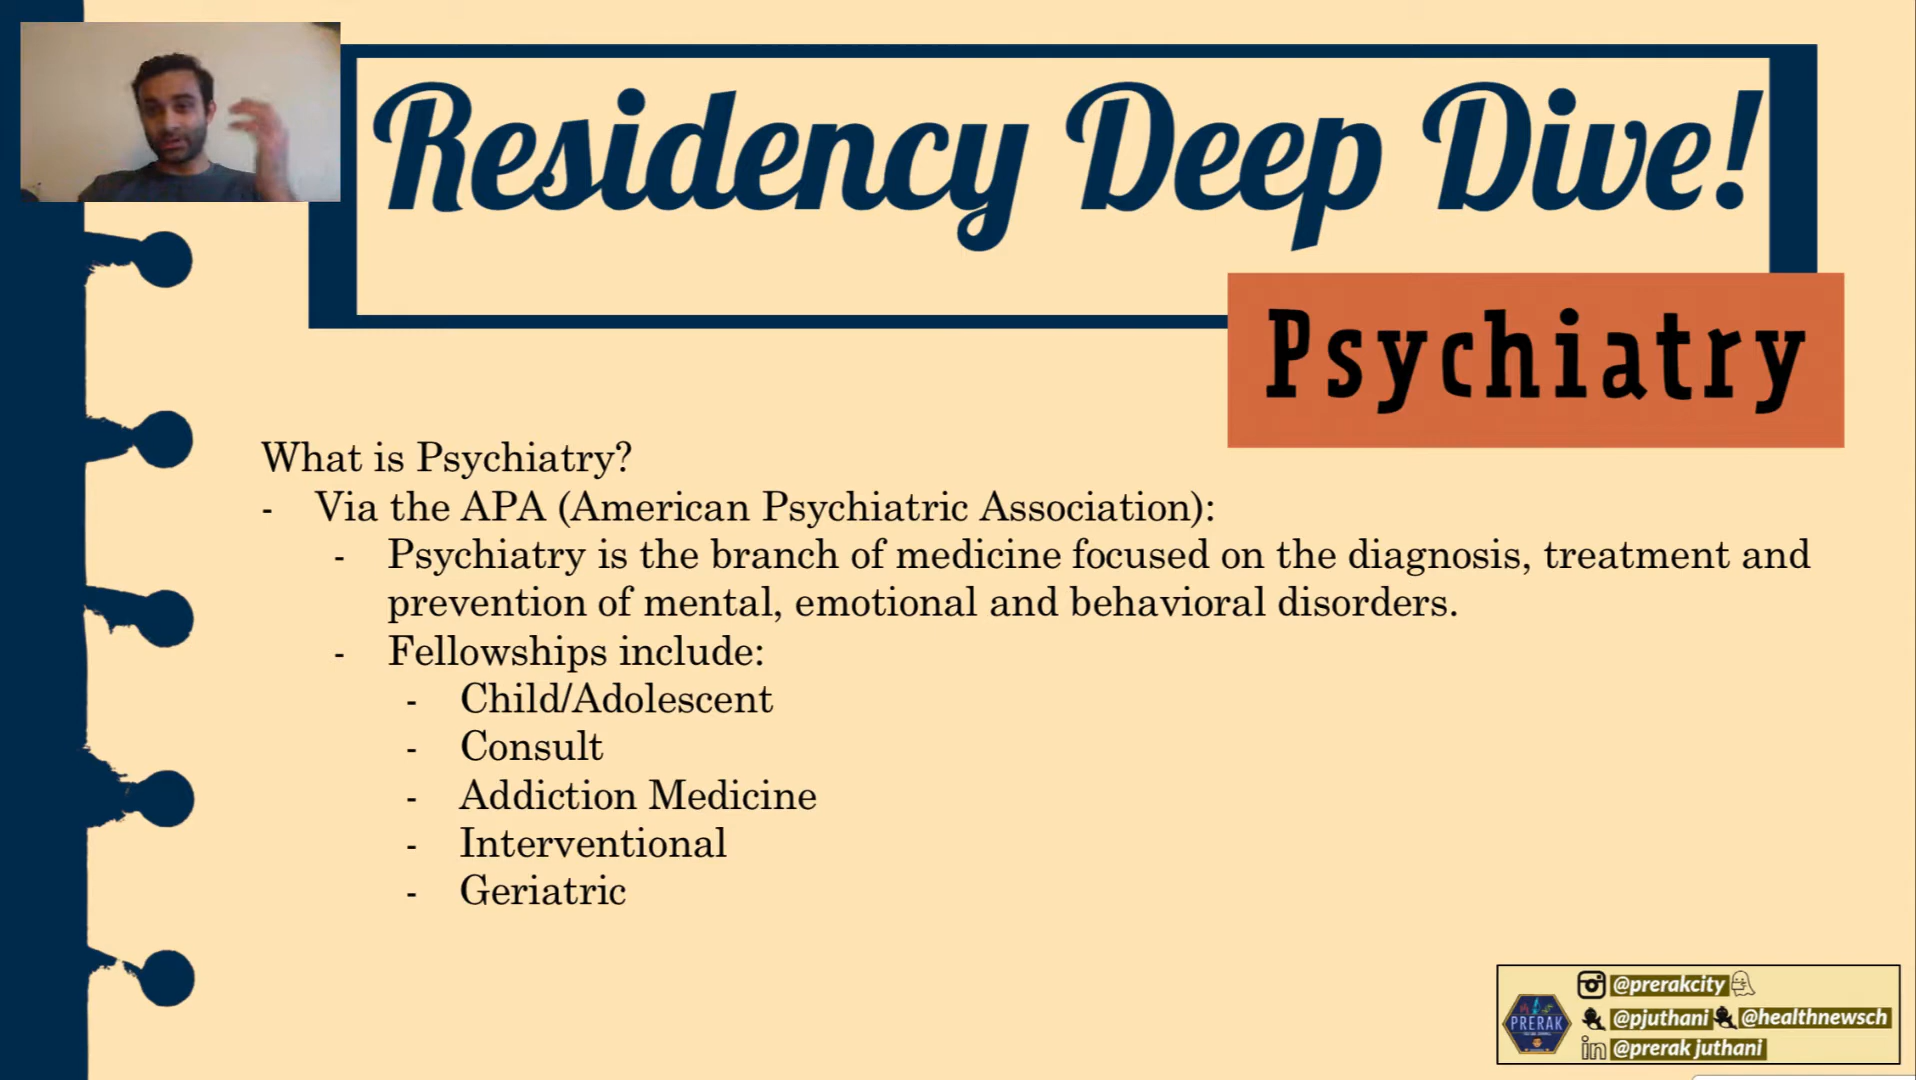 Residency Deep Dive!
Psychiatry
What is Psychiatry?
- Via the APA (American Psychiatric Association):
- Psychiatry is the branch of medicine focused on the diagnosis, treatment and
prevention of mental, emotional and behavioral disorders.
- Fellowships include:
- Child/Adolescent
- Consult
- Addiction Medicine
- Interventional
- Geriatric
@prerakcity
@pjuthani @healthnewsch
PRERAK
in @prerak juthani